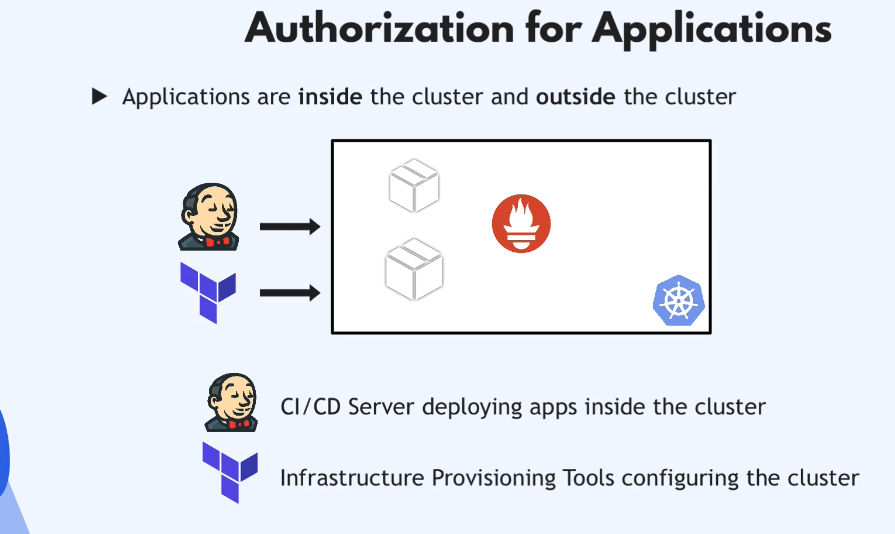 Authorization for Applications
▶ Applications are inside the cluster and outside the cluster
CI/CD Server deploying apps inside the cluster
Infrastructure Provisioning Tools configuring the cluster